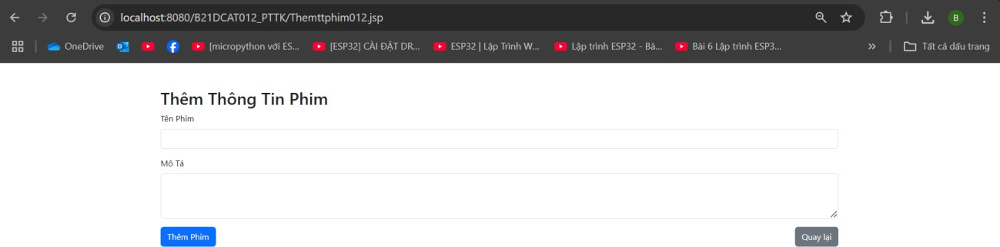 localhost:8080/B21DCAT012_PTTK/Themttphim012.jsp
B
OneDrive [micropython với ES... [ESP32] CÀI ĐẶT DR... ESP32 | Lập Trình W... Lập trình ESP32 - Bà... Bài 6 Lập trình ESP3... » Tất cả dấu trang
Thêm Thông Tin Phim
Tên Phim
Mô Tả
Thêm Phim Quay lại